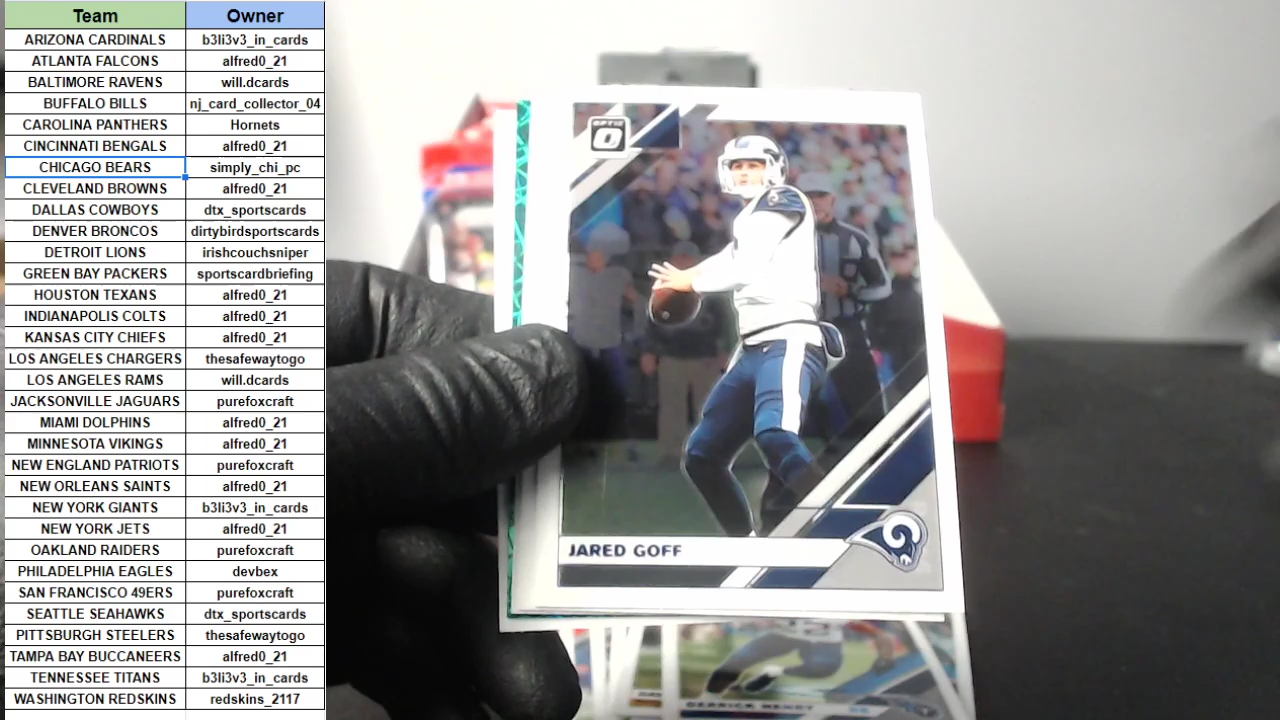 Team Owner
ARIZONA CARDINALS b3li3v3_in_cards
ATLANTA FALCONS alfred0_21
BALTIMORE RAVENS will.dcards
BUFFALO BILLS nj_card_collector_04
CAROLINA PANTHERS Hornets
CINCINNATI BENGALS alfred0_21
CHICAGO BEARS simply_chi_pc
CLEVELAND BROWNS alfred0_21
DALLAS COWBOYS dtx_sportscards
DENVER BRONCOS dirtybirdsportscards
DETROIT LIONS irishcouchsniper
GREEN BAY PACKERS sportscardbriefing
HOUSTON TEXANS alfred0_21
INDIANAPOLIS COLTS alfred0_21
KANSAS CITY CHIEFS alfred0_21
LOS ANGELES CHARGERS thesafewaytogo
LOS ANGELES RAMS will.dcards
JACKSONVILLE JAGUARS purefoxcraft
MIAMI DOLPHINS alfred0_21
MINNESOTA VIKINGS alfred0_21
NEW ENGLAND PATRIOTS purefoxcraft
NEW ORLEANS SAINTS alfred0_21
NEW YORK GIANTS b3li3v3_in_cards
NEW YORK JETS alfred0_21
OAKLAND RAIDERS purefoxcraft
PHILADELPHIA EAGLES devbex
SAN FRANCISCO 49ERS purefoxcraft
SEATTLE SEAHAWKS dtx_sportscards
PITTSBURGH STEELERS thesafewaytogo
TAMPA BAY BUCCANEERS alfred0_21
TENNESSEE TITANS b3li3v3_in_cards
WASHINGTON REDSKINS redskins_2117
OPTIC
JARED GOFF
DERRICK HENRY